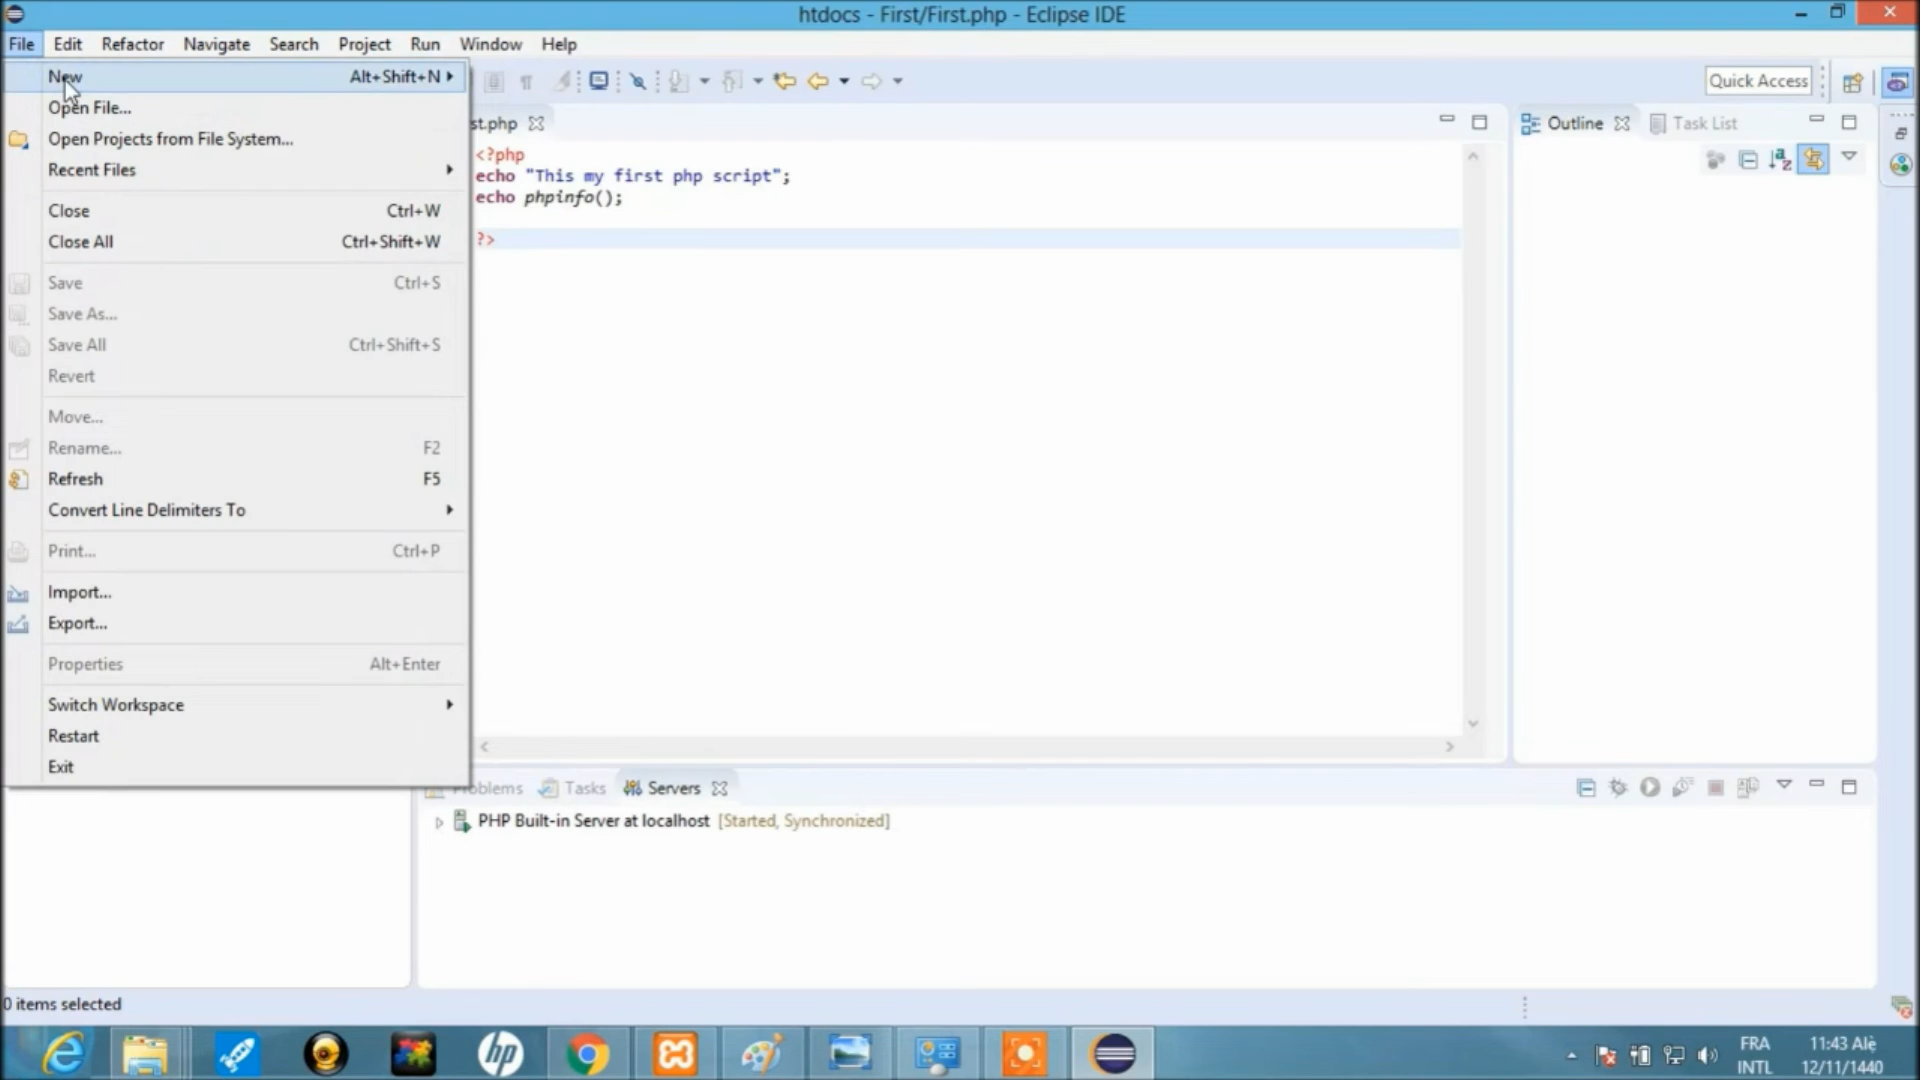 htdocs - First/First.php - Eclipse IDE
File Edit Refactor Navigate Search Project Run Window Help
New Alt+Shift+N
Open File...
Open Projects from File System...
Recent Files
Close Ctrl+W
Close All Ctrl+Shift+W
Save Ctrl+S
Save As...
Save All Ctrl+Shift+S
Revert
Move...
Rename... F2
Refresh F5
Convert Line Delimiters To
Print... Ctrl+P
Import...
Export...
Properties Alt+Enter
Switch Workspace
Restart
Exit
Quick Access
st.php
<?php
echo "This my first php script";
echo phpinfo();
?>
Outline Task List
Problems Tasks Servers
PHP Built-in Server at localhost [Started, Synchronized]
0 items selected
hp
FRA
INTL
11:43 Alè
12/11/1440